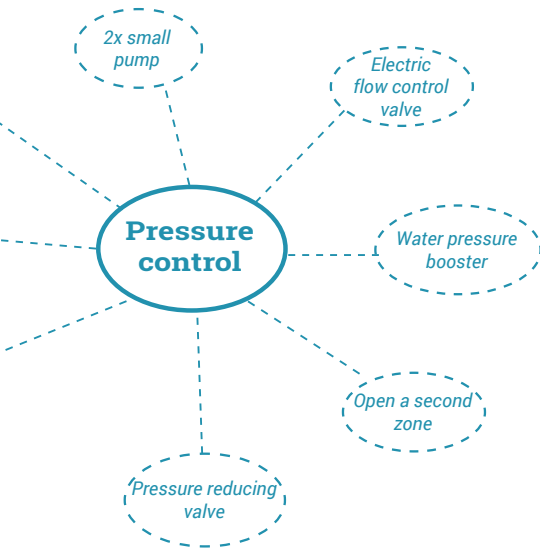 2x small
pump
Electric
flow control
valve
Pressure
control
Water pressure
booster
Open a second
zone
Pressure reducing
valve